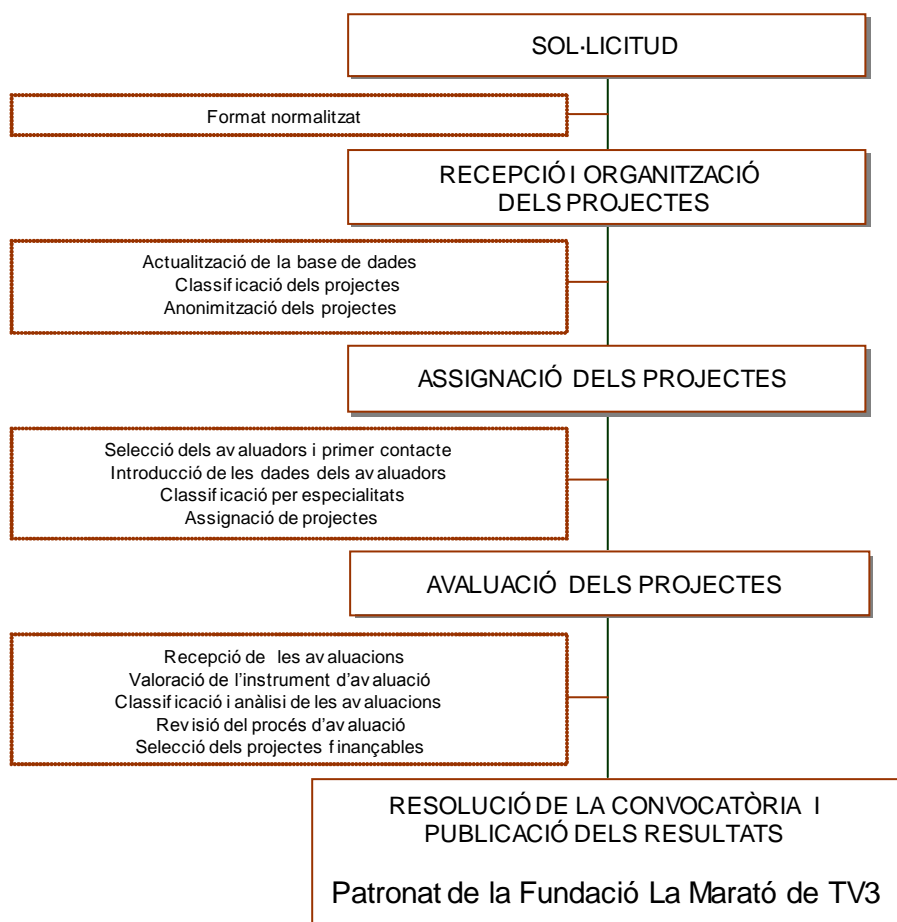 SOL·LICITUD
Format normalitzat
RECEPCIÓ I ORGANITZACIÓ
DELS PROJECTES
Actualització de la base de dades
Classificació dels projectes
Anonimització dels projectes
ASSIGNACIÓ DELS PROJECTES
Selecció dels avaluadors i primer contacte
Introducció de les dades dels avaluadors
Classificació per especialitats
Assignació de projectes
AVALUACIÓ DELS PROJECTES
Recepció de les avaluacions
Valoració de l'instrument d'avaluació
Classificació i anàlisi de les avaluacions
Revisió del procés d'avaluació
Selecció dels projectes finançables
RESOLUCIÓ DE LA CONVOCATÒRIA I
PUBLICACIÓ DELS RESULTATS
Patronat de la Fundació La Marató de TV3